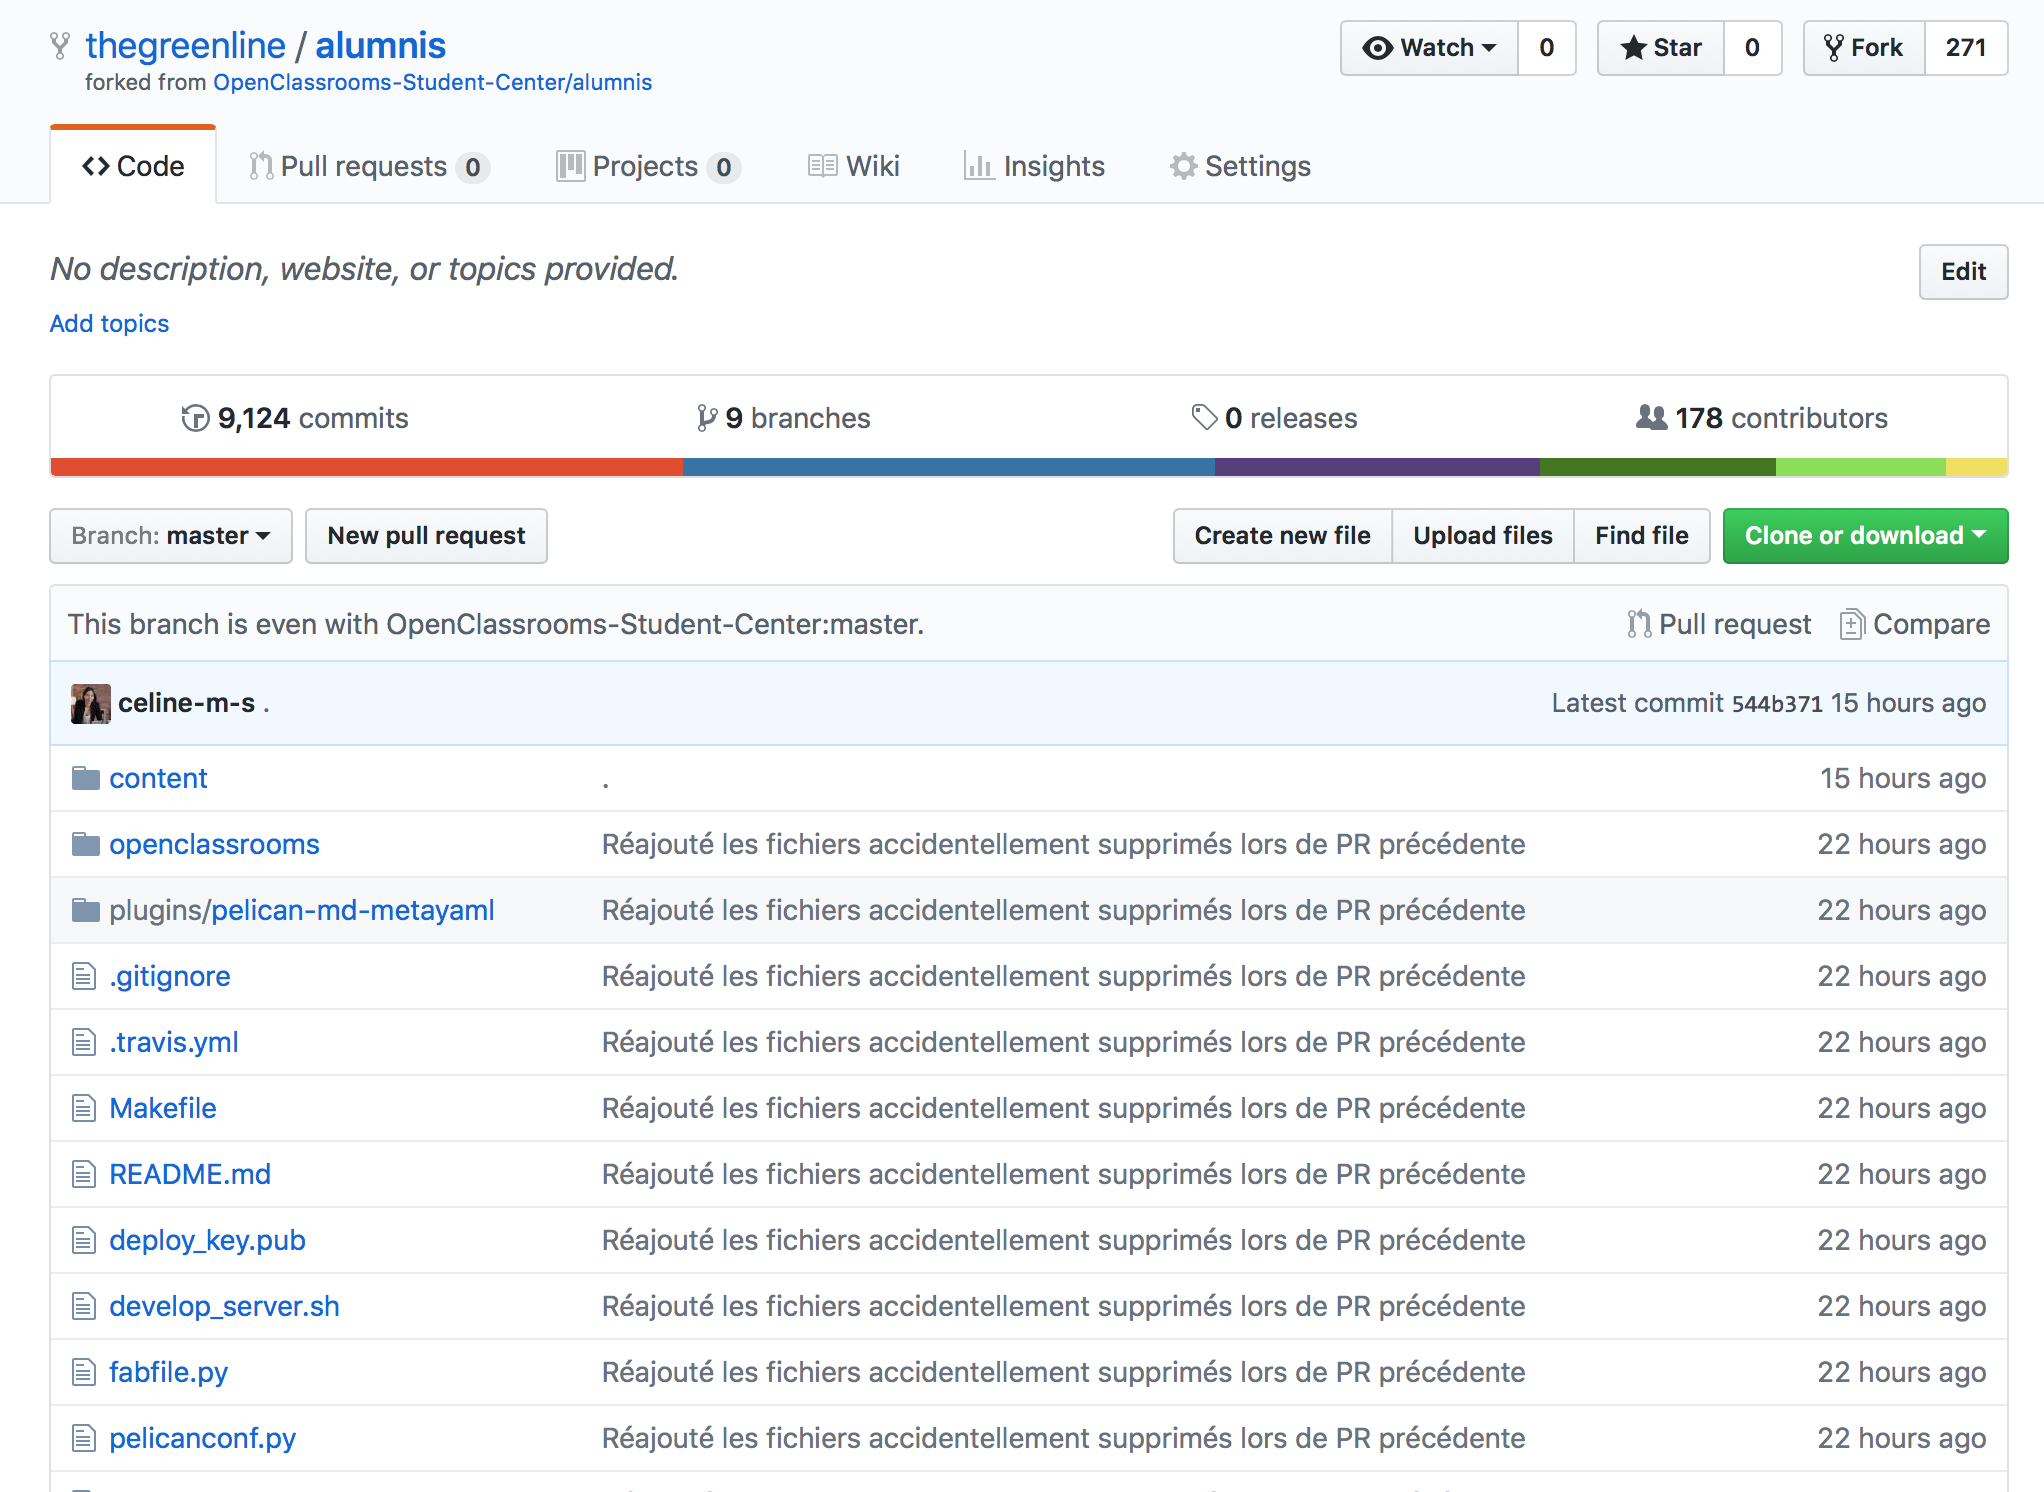 thegreenline / alumnis
Watch 0 Star 0 Fork 271
forked from OpenClassrooms-Student-Center/alumnis
Code Pull requests 0 Projects 0 Wiki Insights Settings
No description, website, or topics provided.
Edit
Add topics
9,124 commits 9 branches 0 releases 178 contributors
Branch: master New pull request Create new file Upload files Find file Clone or download
This branch is even with OpenClassrooms-Student-Center:master. Pull request Compare
celine-m-s . Latest commit 544b371 15 hours ago
content . 15 hours ago
openclassrooms Réajouté les fichiers accidentellement supprimés lors de PR précédente 22 hours ago
plugins/pelican-md-metayaml Réajouté les fichiers accidentellement supprimés lors de PR précédente 22 hours ago
.gitignore Réajouté les fichiers accidentellement supprimés lors de PR précédente 22 hours ago
.travis.yml Réajouté les fichiers accidentellement supprimés lors de PR précédente 22 hours ago
Makefile Réajouté les fichiers accidentellement supprimés lors de PR précédente 22 hours ago
README.md Réajouté les fichiers accidentellement supprimés lors de PR précédente 22 hours ago
deploy_key.pub Réajouté les fichiers accidentellement supprimés lors de PR précédente 22 hours ago
develop_server.sh Réajouté les fichiers accidentellement supprimés lors de PR précédente 22 hours ago
fabfile.py Réajouté les fichiers accidentellement supprimés lors de PR précédente 22 hours ago
pelicanconf.py Réajouté les fichiers accidentellement supprimés lors de PR précédente 22 hours ago